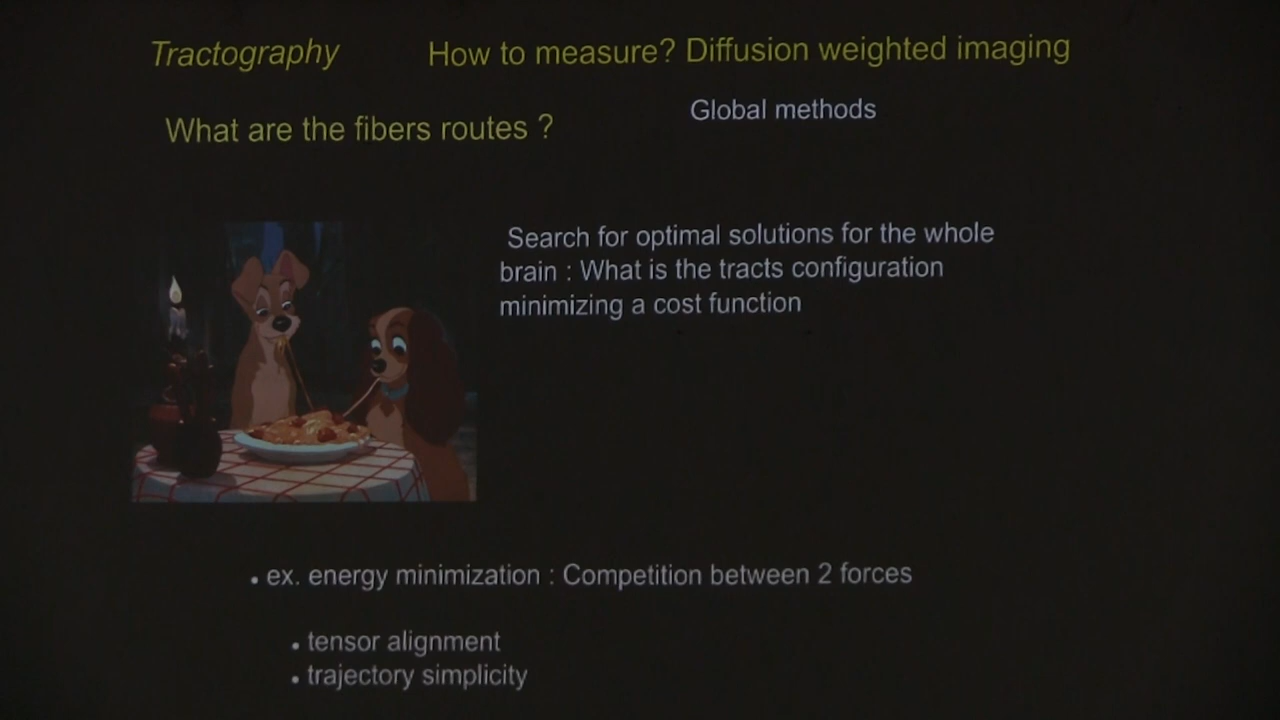 Tractography
How to measure? Diffusion weighted imaging
Global methods
What are the fibers routes ?
Search for optimal solutions for the whole
brain : What is the tracts configuration
minimizing a cost function
• ex. energy minimization : Competition between 2 forces
• tensor alignment
• trajectory simplicity